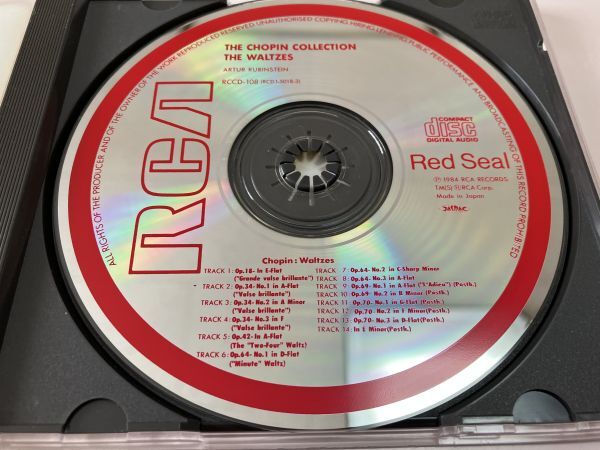 ALL RIGHTS OF THE PRODUCER AND OF THE OWNER OF THE WORK REPRODUCED RESERVED. UNAUTHORISED COPYING, HIRING, LENDING, PUBLIC PERFORMANCE AND BROADCASTING OF THIS RECORD PROHIBITED
THE CHOPIN COLLECTION
THE WALTZES
ARTUR RUBINSTEIN
RCCD-108 (RCD1-5018-2)
RCA
COMPACT
disc
DIGITAL AUDIO
Red Seal
℗ 1984 RCA RECORDS
TM(S) ®RCA Corp.
Made in Japan
JASRAC
Chopin: Waltzes
TRACK 1: Op.18- In E-Flat
("Grande valse brillante")
TRACK 2: Op.34-No.1 in A-Flat
("Valse brillante")
TRACK 3: Op.34-No.2 in A Minor
("Valse brillante")
TRACK 4: Op.34-No.3 in F
("Valse brillante")
TRACK 5: Op.42-In A-Flat
(The "Two-Four" Waltz)
TRACK 6: Op.64-No.1 in D-Flat
("Minute" Waltz)
TRACK 7: Op.64-No.2 in C-Sharp Minor
TRACK 8: Op.64-No.3 in A-Flat
TRACK 9: Op.69-No.1 in A-Flat ("L'Adieu") (Posth.)
TRACK 10: Op.69-No.2 in B Minor(Posth.)
TRACK 11: Op.70-No.1 in G-Flat (Posth.)
TRACK 12: Op.70-No.2 in F Minor(Posth.)
TRACK 13: Op.70-No.3 in D-Flat(Posth.)
TRACK 14: In E Minor(Posth.)